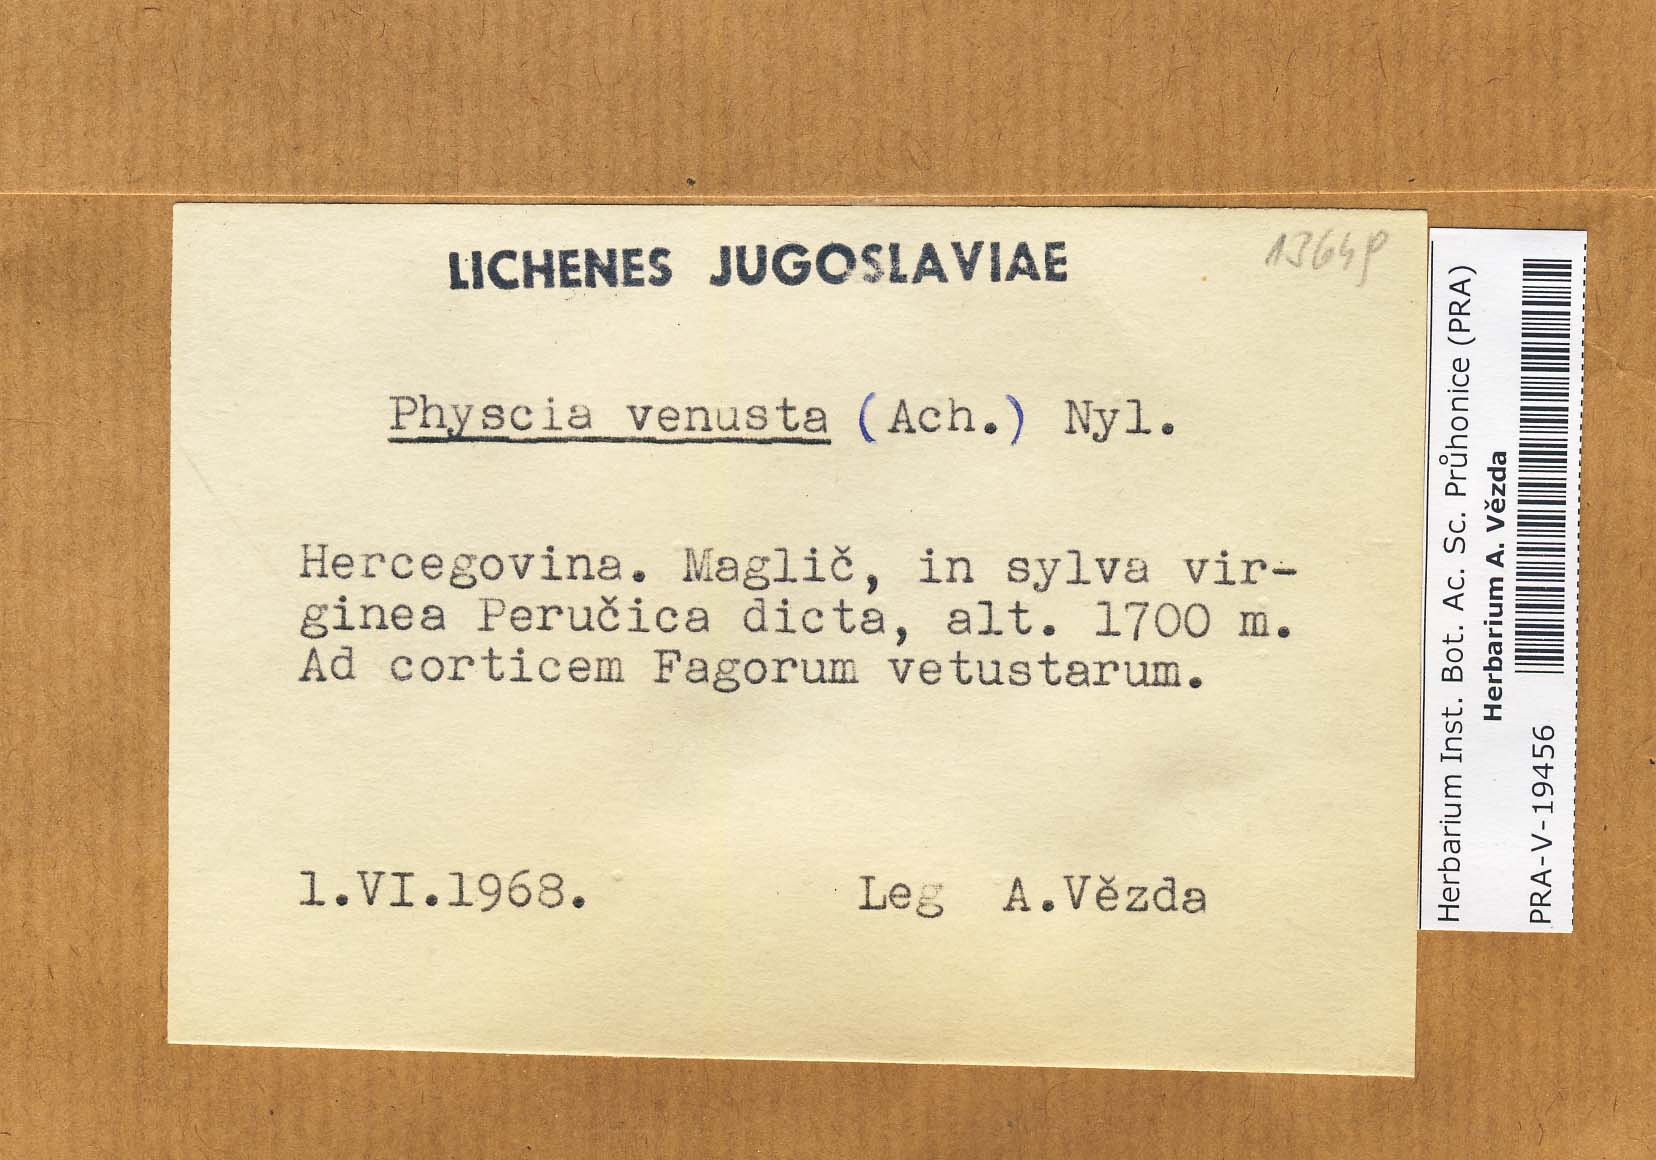 LICHENES JUGOSLAVIAE
Physcia venusta (Ach.) Nyl.
Hercegovina. Maglič, in sylva vir-
ginea Peručica dicta, alt. 1700 m.
Ad corticem Fagorum vetustarum.
1.VI.1968. Leg A.Vězda
Herbarium Inst. Bot. Ac. Sc. Průhonice (PRA)
Herbarium A. Vězda
PRA-V-19456